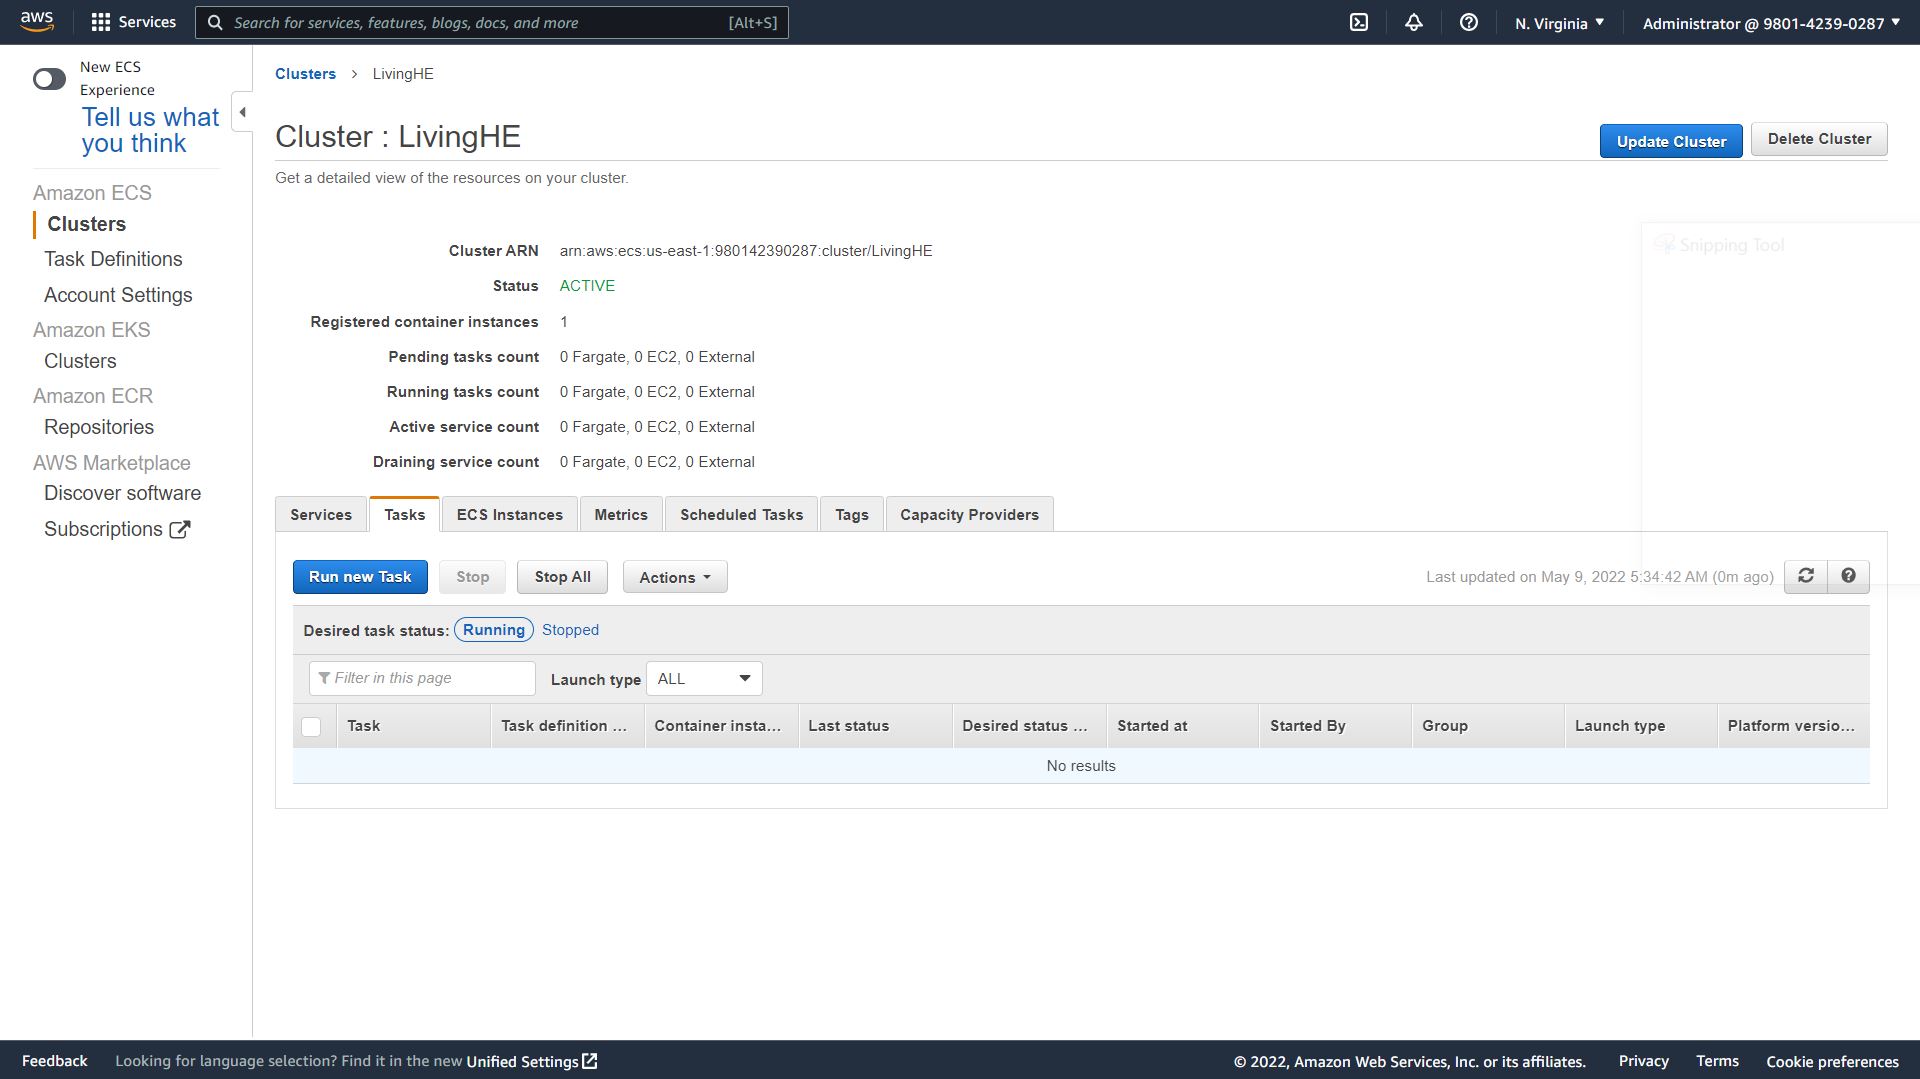 aws
Services
Search for services, features, blogs, docs, and more
[Alt+S]
N. Virginia
Administrator @ 9801-4239-0287
New ECS
Experience
Tell us what
you think
Amazon ECS
Clusters
Task Definitions
Account Settings
Amazon EKS
Clusters
Amazon ECR
Repositories
AWS Marketplace
Discover software
Subscriptions
Clusters > LivingHE
Cluster : LivingHE
Update Cluster
Delete Cluster
Get a detailed view of the resources on your cluster.
Snipping Tool
Cluster ARN arn:aws:ecs:us-east-1:980142390287:cluster/LivingHE
Status ACTIVE
Registered container instances 1
Pending tasks count 0 Fargate, 0 EC2, 0 External
Running tasks count 0 Fargate, 0 EC2, 0 External
Active service count 0 Fargate, 0 EC2, 0 External
Draining service count 0 Fargate, 0 EC2, 0 External
Services Tasks ECS Instances Metrics Scheduled Tasks Tags Capacity Providers
Run new Task Stop Stop All Actions
Last updated on May 9, 2022 5:34:42 AM (0m ago)
Desired task status: Running Stopped
Filter in this page Launch type ALL
Task Task definition ... Container insta... Last status Desired status ... Started at Started By Group Launch type Platform versio...
No results
Feedback Looking for language selection? Find it in the new Unified Settings
© 2022, Amazon Web Services, Inc. or its affiliates. Privacy Terms Cookie preferences